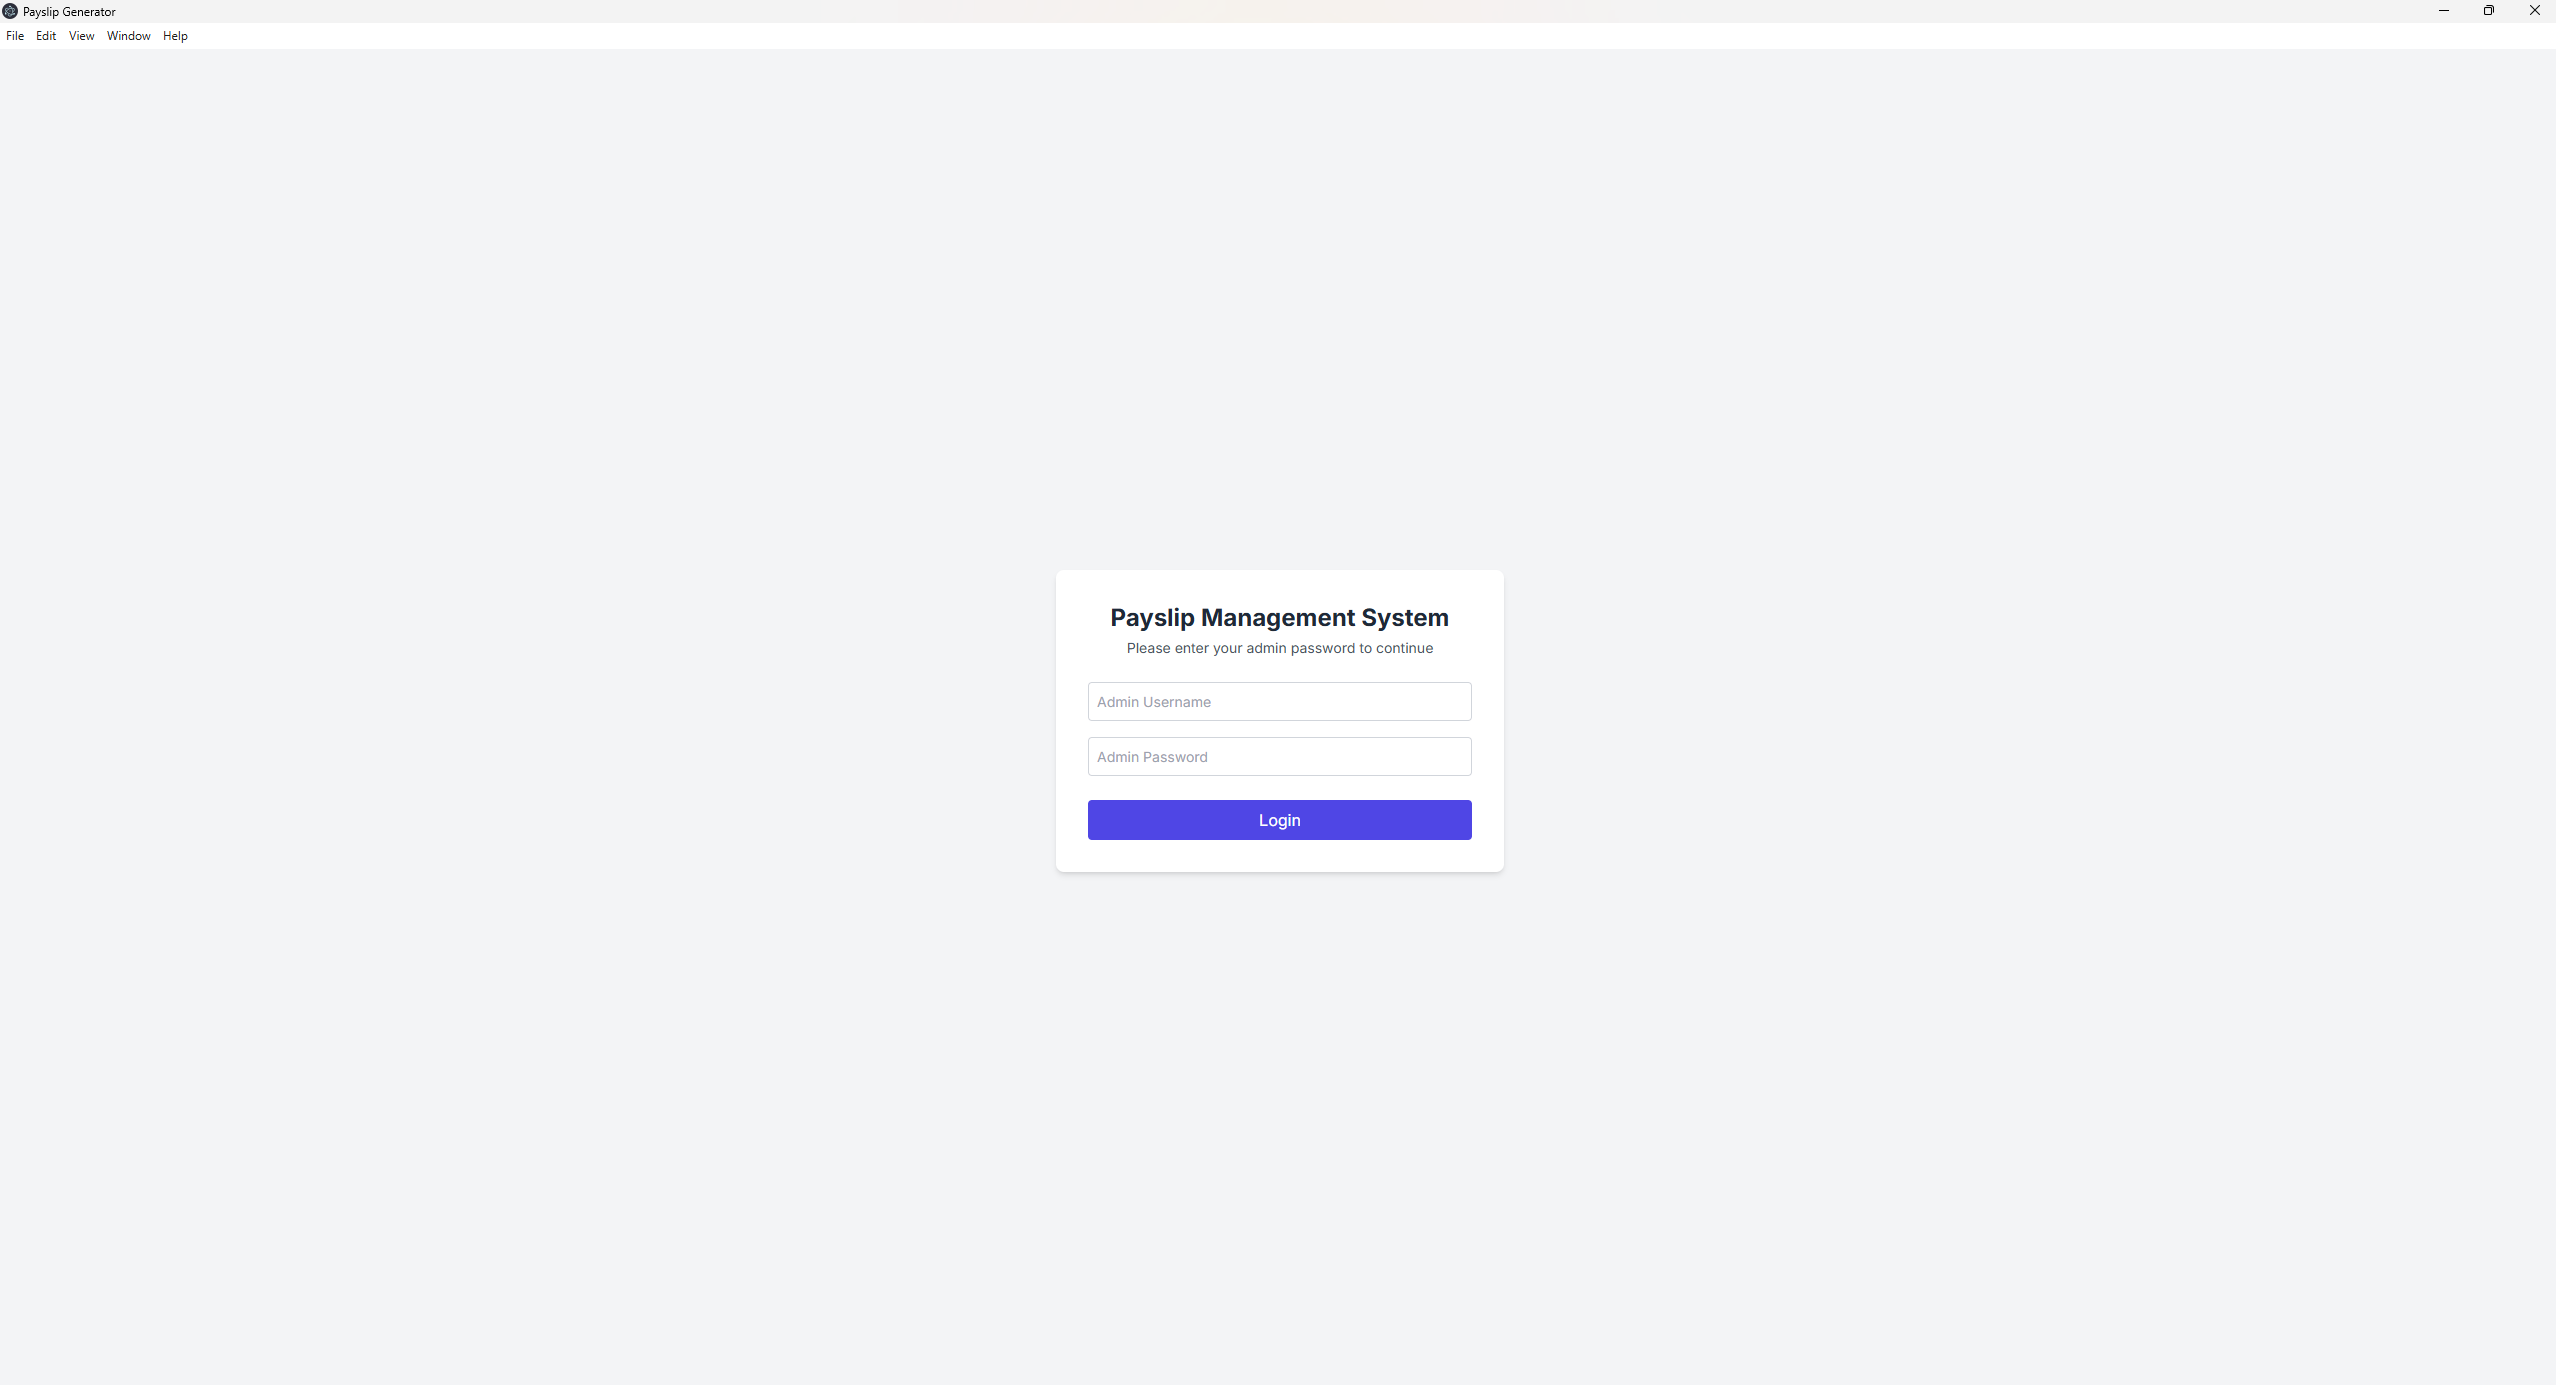 Payslip Generator
File Edit View Window Help
Payslip Management System
Please enter your admin password to continue
Admin Username
Admin Password
Login